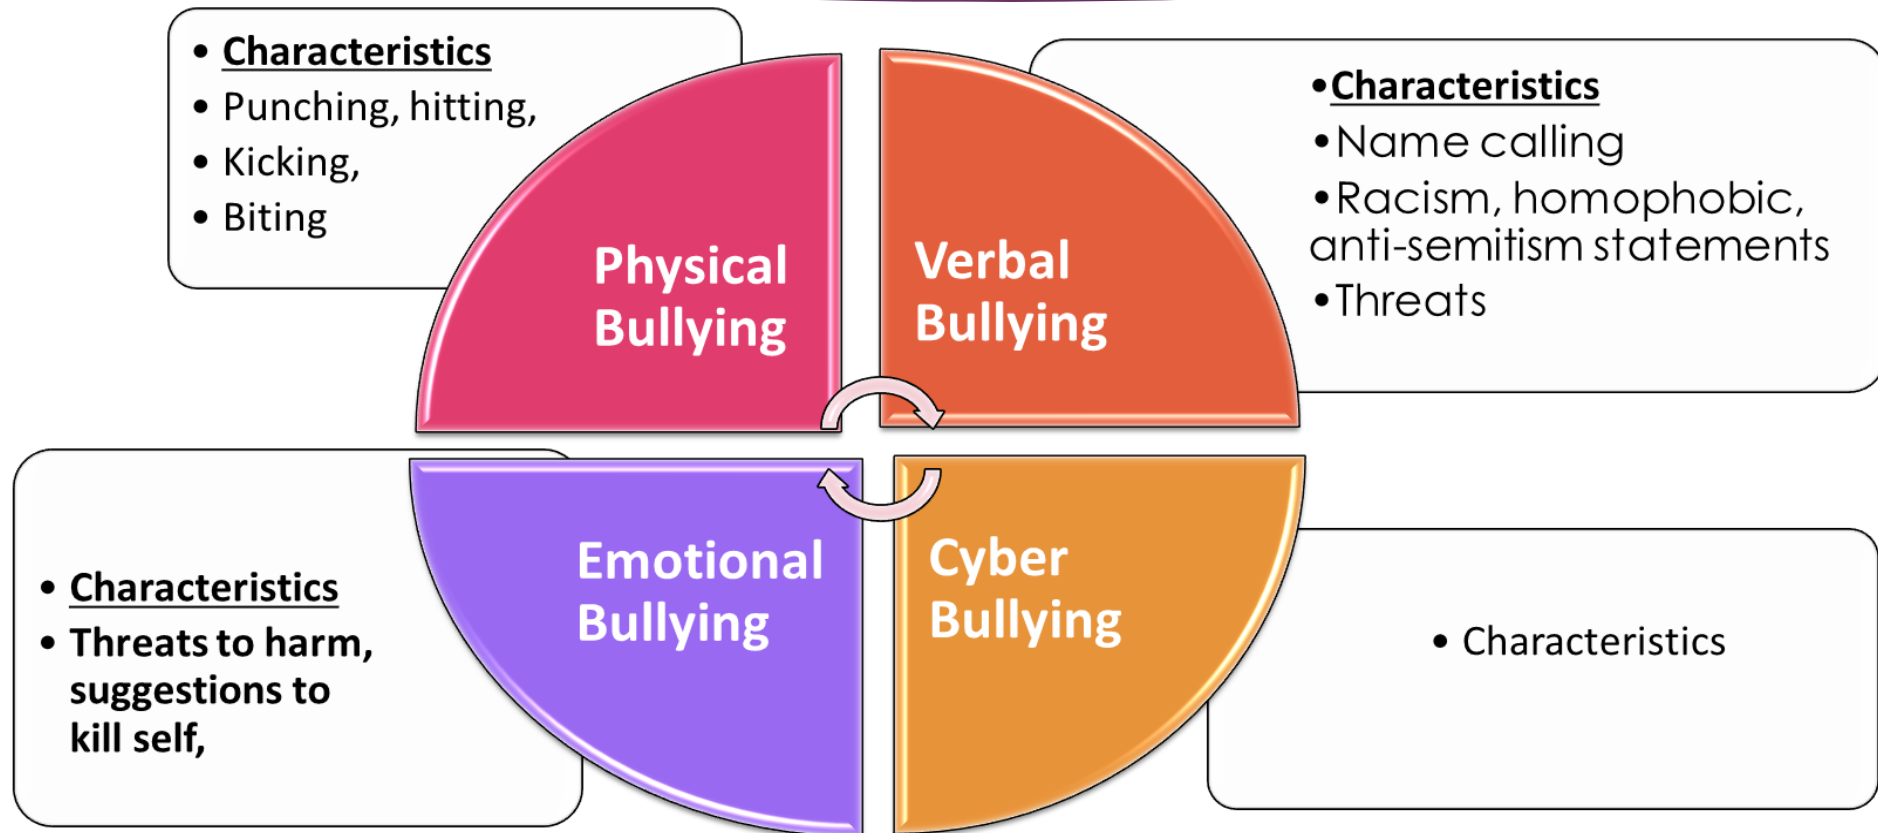 • Characteristics
• Punching, hitting,
• Kicking,
• Biting
Physical
Bullying
Verbal
Bullying
•Characteristics
•Name calling
•Racism, homophobic,
anti-semitism statements
•Threats
• Characteristics
• Threats to harm,
suggestions to
kill self,
Emotional
Bullying
Cyber
Bullying
• Characteristics